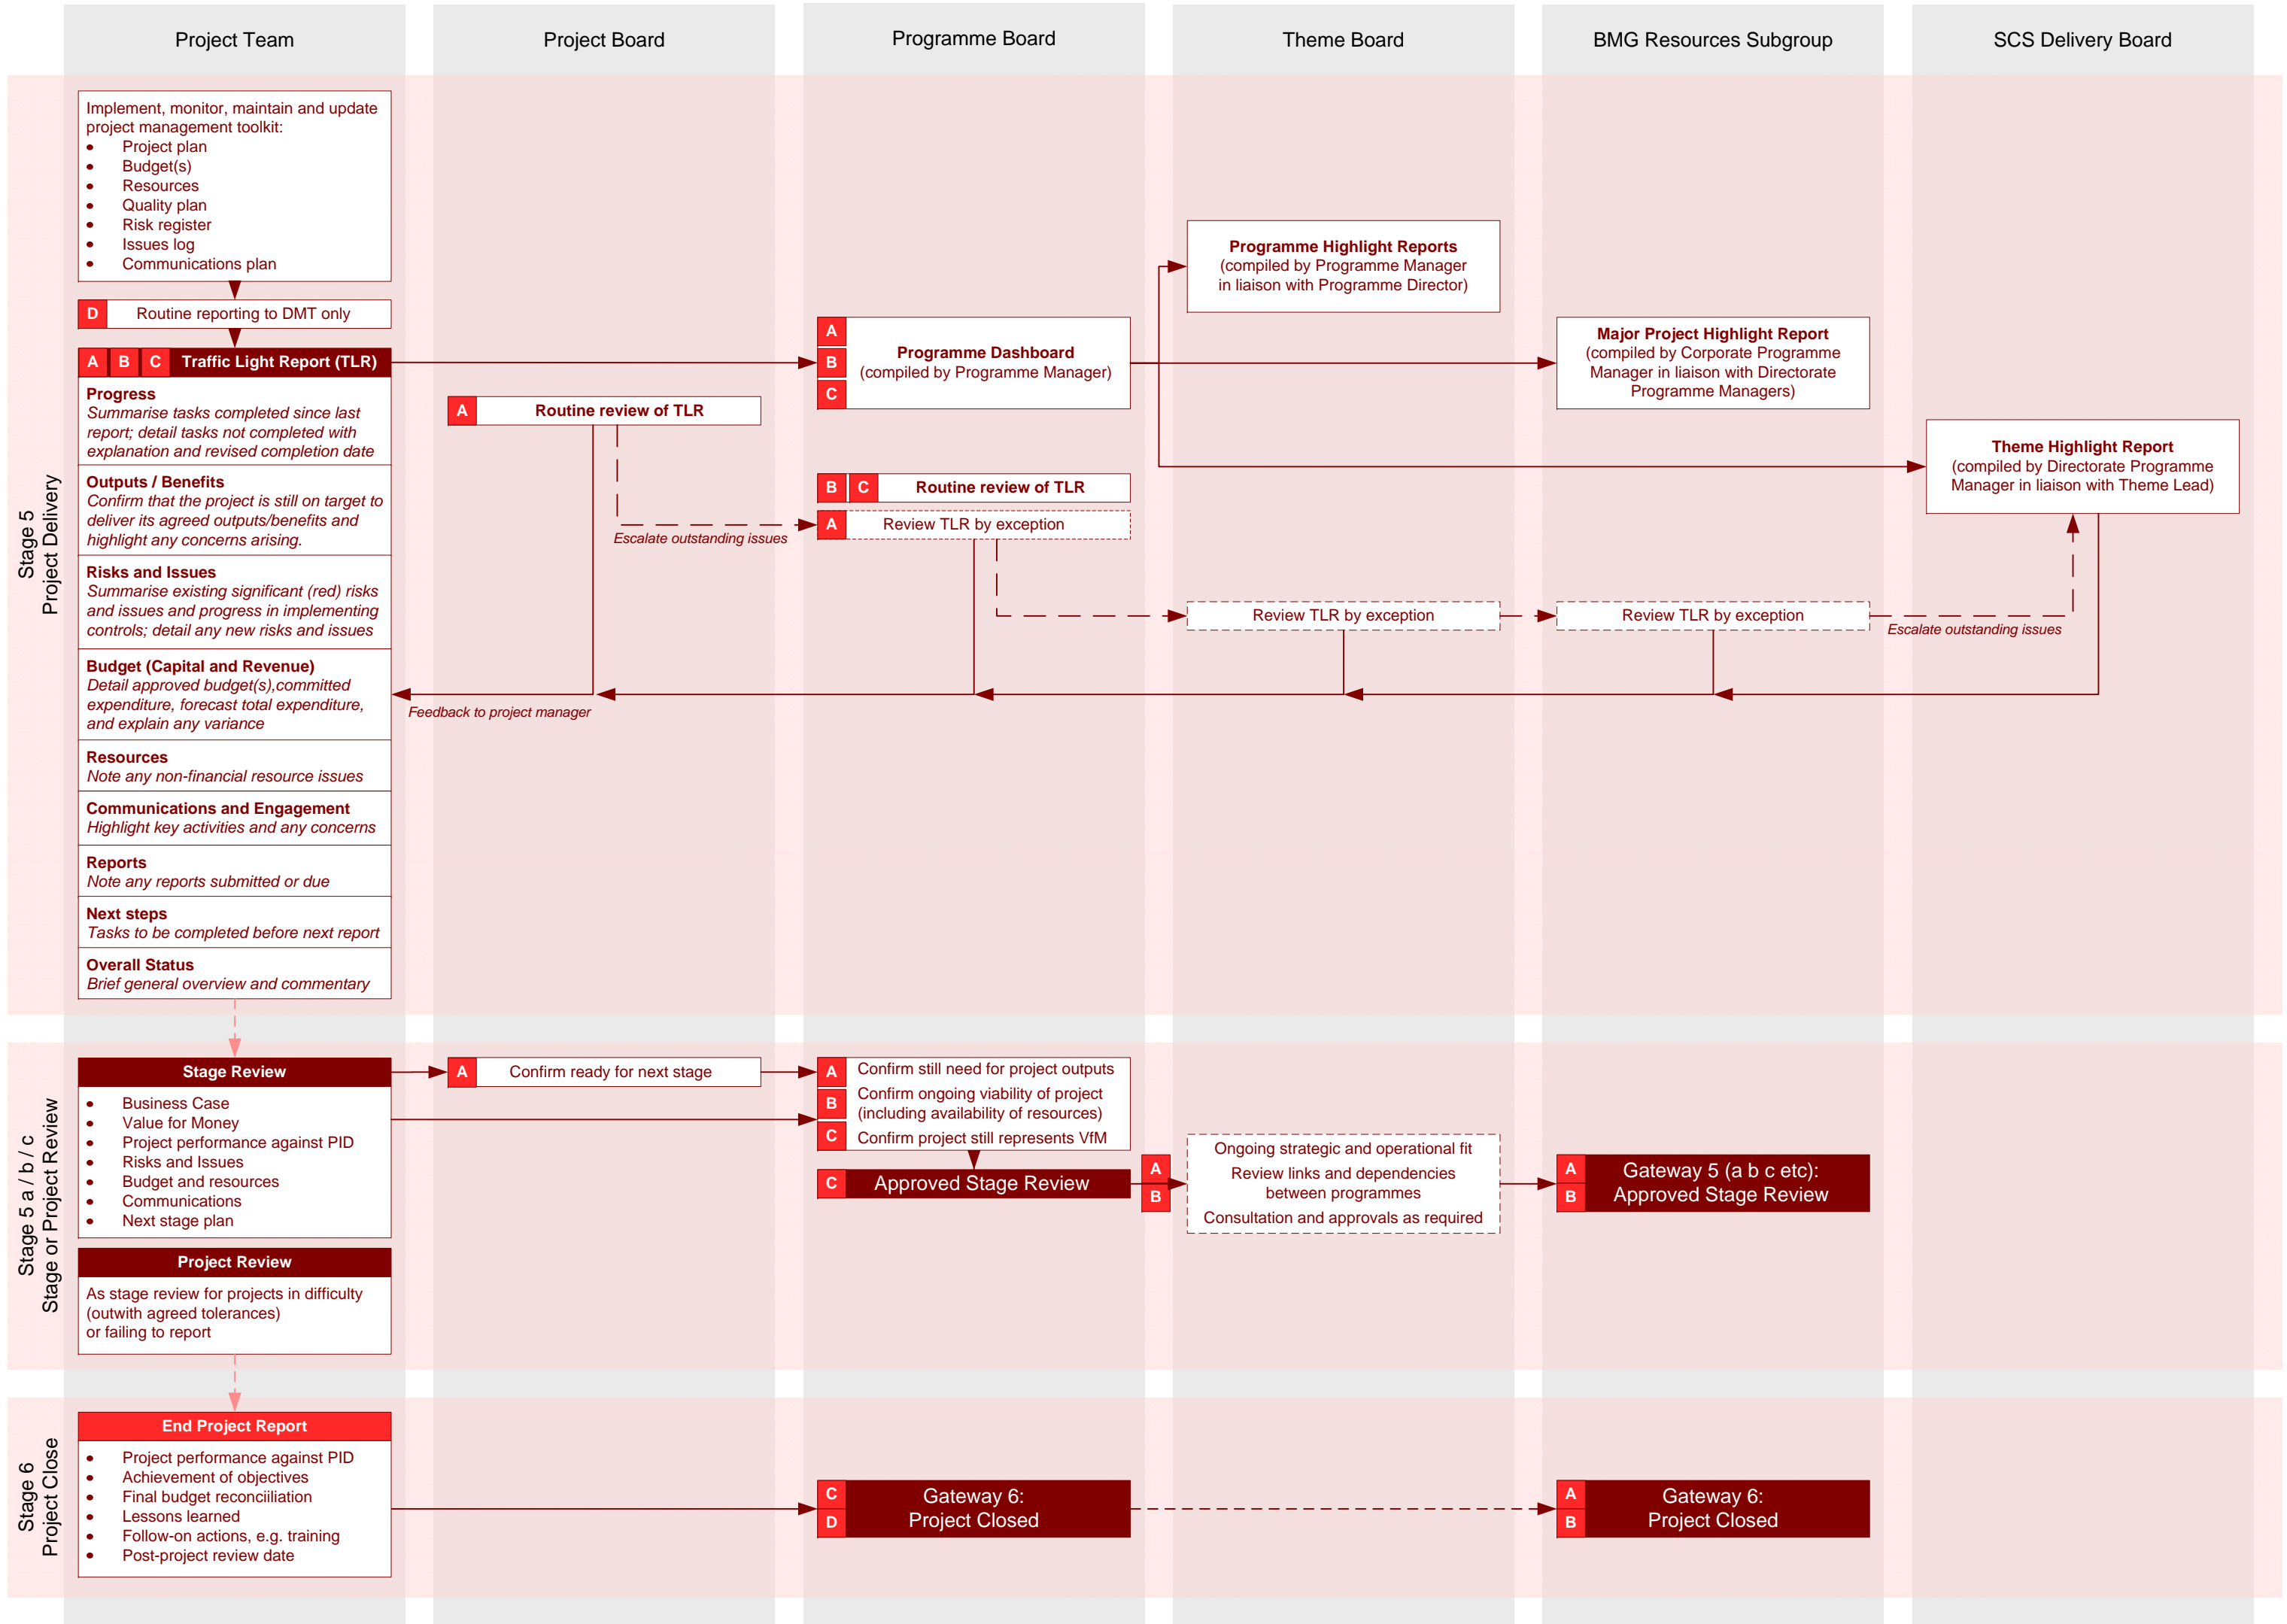 Project Team
Project Board
Programme Board
Theme Board
BMG Resources Subgroup
SCS Delivery Board
Stage 5
Project Delivery
Implement, monitor, maintain and update
project management toolkit:
• Project plan
• Budget(s)
• Resources
• Quality plan
• Risk register
• Issues log
• Communications plan
D Routine reporting to DMT only
A B C Traffic Light Report (TLR)
Progress
Summarise tasks completed since last
report; detail tasks not completed with
explanation and revised completion date
Outputs / Benefits
Confirm that the project is still on target to
deliver its agreed outputs/benefits and
highlight any concerns arising.
Risks and Issues
Summarise existing significant (red) risks
and issues and progress in implementing
controls; detail any new risks and issues
Budget (Capital and Revenue)
Detail approved budget(s),committed
expenditure, forecast total expenditure,
and explain any variance
Resources
Note any non-financial resource issues
Communications and Engagement
Highlight key activities and any concerns
Reports
Note any reports submitted or due
Next steps
Tasks to be completed before next report
Overall Status
Brief general overview and commentary
A Routine review of TLR
Escalate outstanding issues
Feedback to project manager
A
B
C
Programme Dashboard
(compiled by Programme Manager)
B C Routine review of TLR
A Review TLR by exception
Programme Highlight Reports
(compiled by Programme Manager
in liaison with Programme Director)
Review TLR by exception
Major Project Highlight Report
(compiled by Corporate Programme
Manager in liaison with Directorate
Programme Managers)
Review TLR by exception
Theme Highlight Report
(compiled by Directorate Programme
Manager in liaison with Theme Lead)
Escalate outstanding issues
Stage 5 a / b / c
Stage or Project Review
Stage Review
• Business Case
• Value for Money
• Project performance against PID
• Risks and Issues
• Budget and resources
• Communications
• Next stage plan
Project Review
As stage review for projects in difficulty
(outwith agreed tolerances)
or failing to report
A Confirm ready for next stage
A Confirm still need for project outputs
B Confirm ongoing viability of project
(including availability of resources)
C Confirm project still represents VfM
C Approved Stage Review
A
B
Ongoing strategic and operational fit
Review links and dependencies
between programmes
Consultation and approvals as required
A Gateway 5 (a b c etc):
B Approved Stage Review
Stage 6
Project Close
End Project Report
• Project performance against PID
• Achievement of objectives
• Final budget reconciiliation
• Lessons learned
• Follow-on actions, e.g. training
• Post-project review date
C Gateway 6:
D Project Closed
A Gateway 6:
B Project Closed